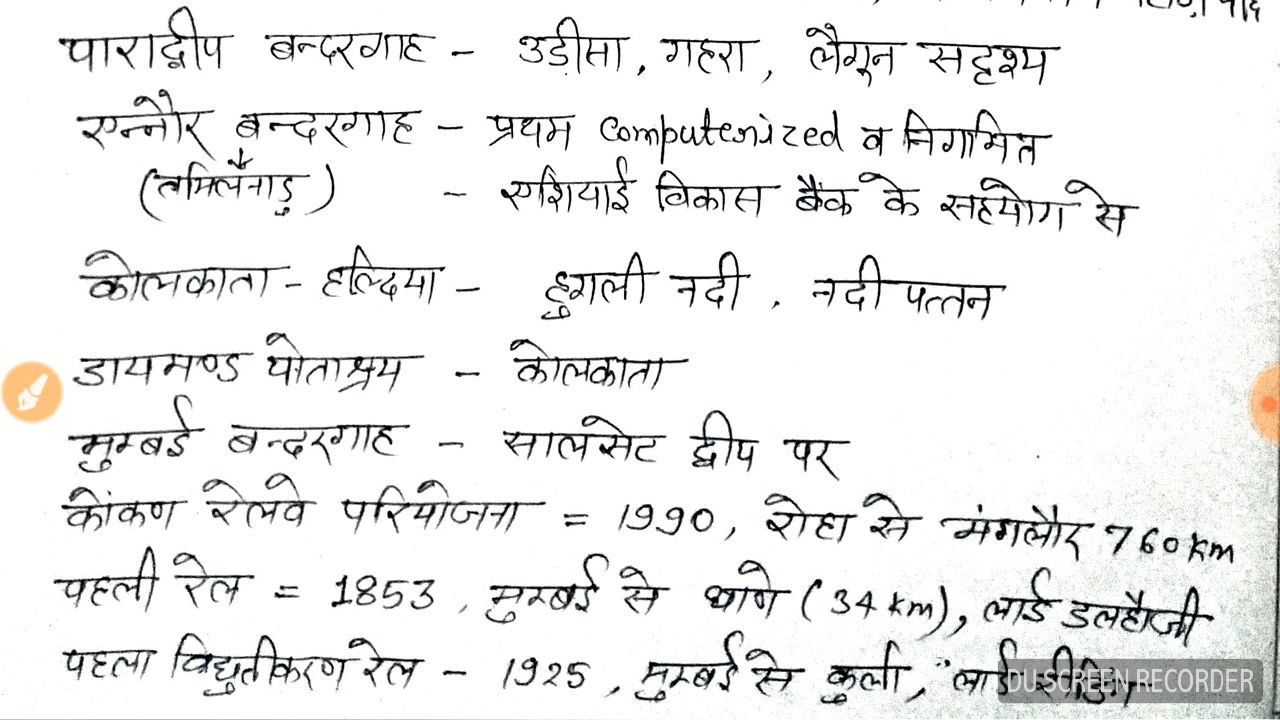 पारादीप बन्दरगाह - उड़ीसा, गहरा, लैगून सदृश्य
एन्नौर बन्दरगाह - प्रथम Computerized व निगमित
(तमिलनाडु) - एशियाई विकास बैंक के सहयोग से
कोलकाता - हल्दिया - हुगली नदी, नदी पत्तन
डायमण्ड पोताश्रय - कोलकाता
मुम्बई बन्दरगाह - सालसेट द्वीप पर
कोंकण रेलवे परियोजना = 1990, रोहा से मंगलौर 760 km
पहली रेल = 1853, मुम्बई से थाणे (34 km), लार्ड डलहौजी
पहला विद्युतीकरण रेल - 1925, मुम्बई से कुर्ला, लार्ड
DU SCREEN RECORDER